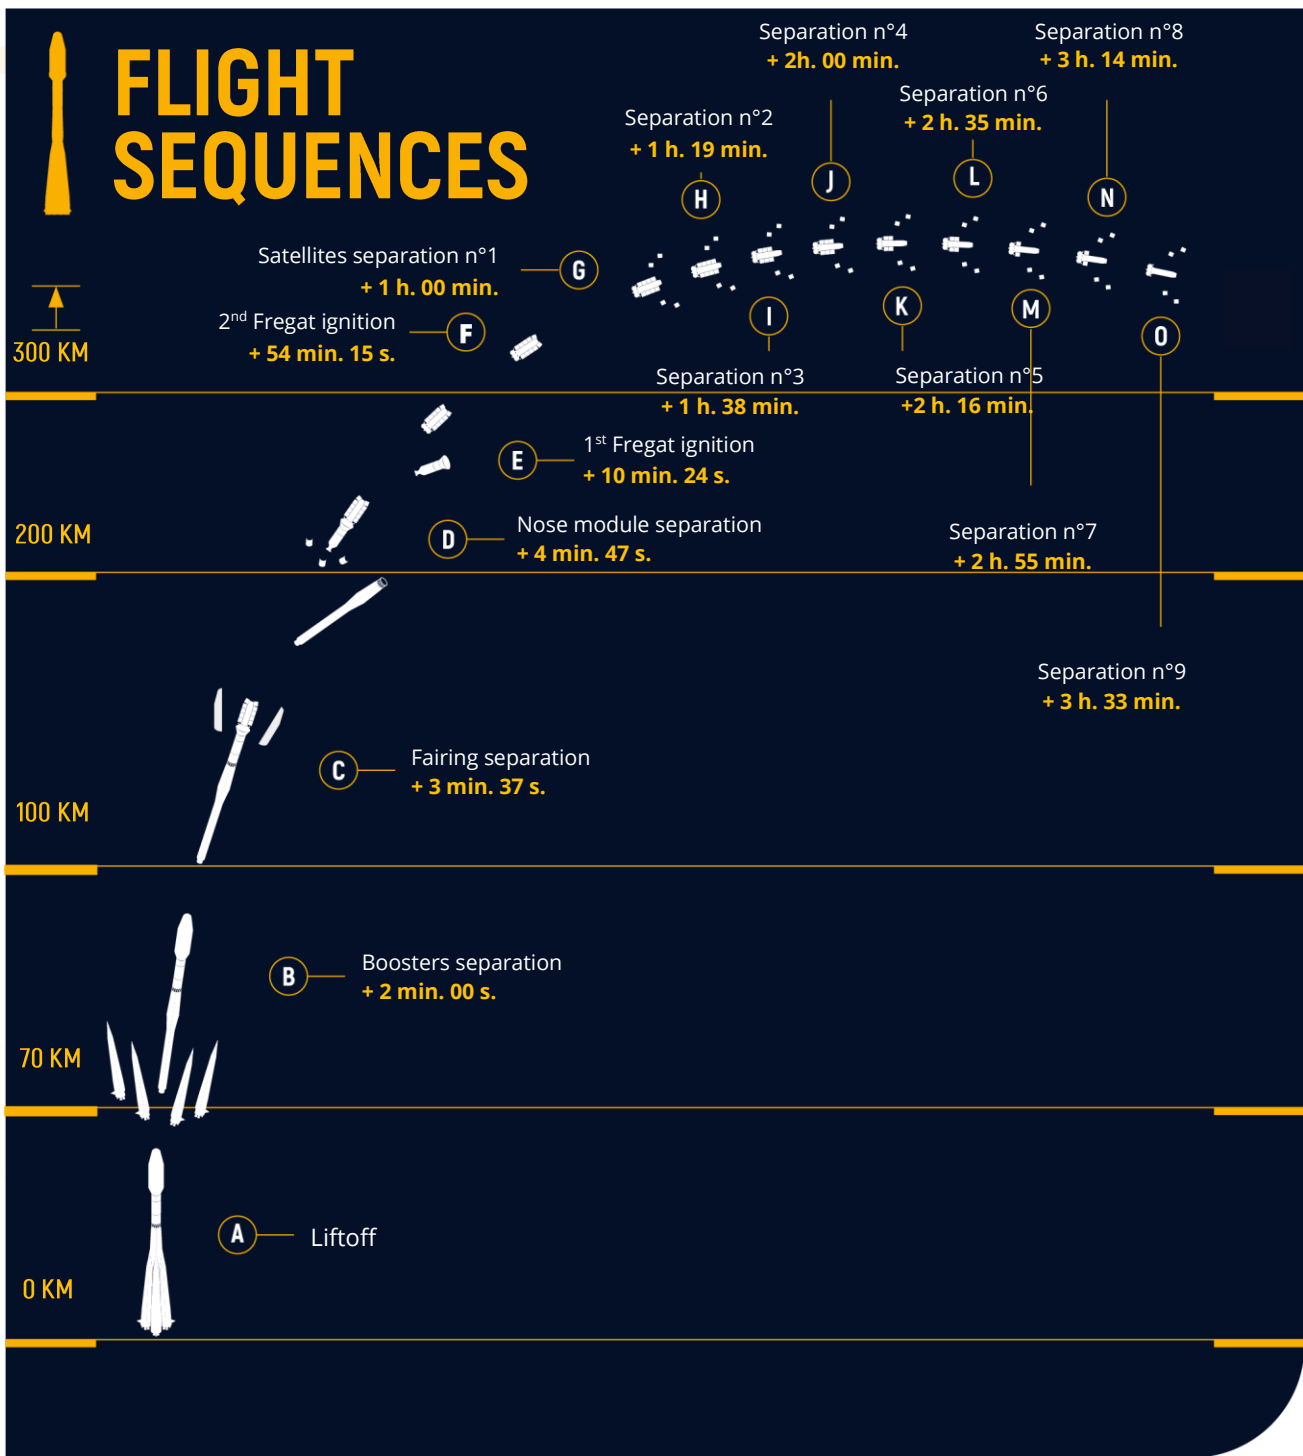 FLIGHT
SEQUENCES
Separation n°4
+ 2h. 00 min.
Separation n°8
+ 3 h. 14 min.
Separation n°6
+ 2 h. 35 min.
Separation n°2
+ 1 h. 19 min.
J
L
H
N
Satellites separation n°1
+ 1 h. 00 min.
G
2nd Fregat ignition
+ 54 min. 15 s.
F
I
K
M
O
300 KM
Separation n°3
+ 1 h. 38 min.
Separation n°5
+2 h. 16 min.
E
1st Fregat ignition
+ 10 min. 24 s.
200 KM
D
Nose module separation
+ 4 min. 47 s.
Separation n°7
+ 2 h. 55 min.
Separation n°9
+ 3 h. 33 min.
C
Fairing separation
+ 3 min. 37 s.
100 KM
B
Boosters separation
+ 2 min. 00 s.
70 KM
A
Liftoff
0 KM